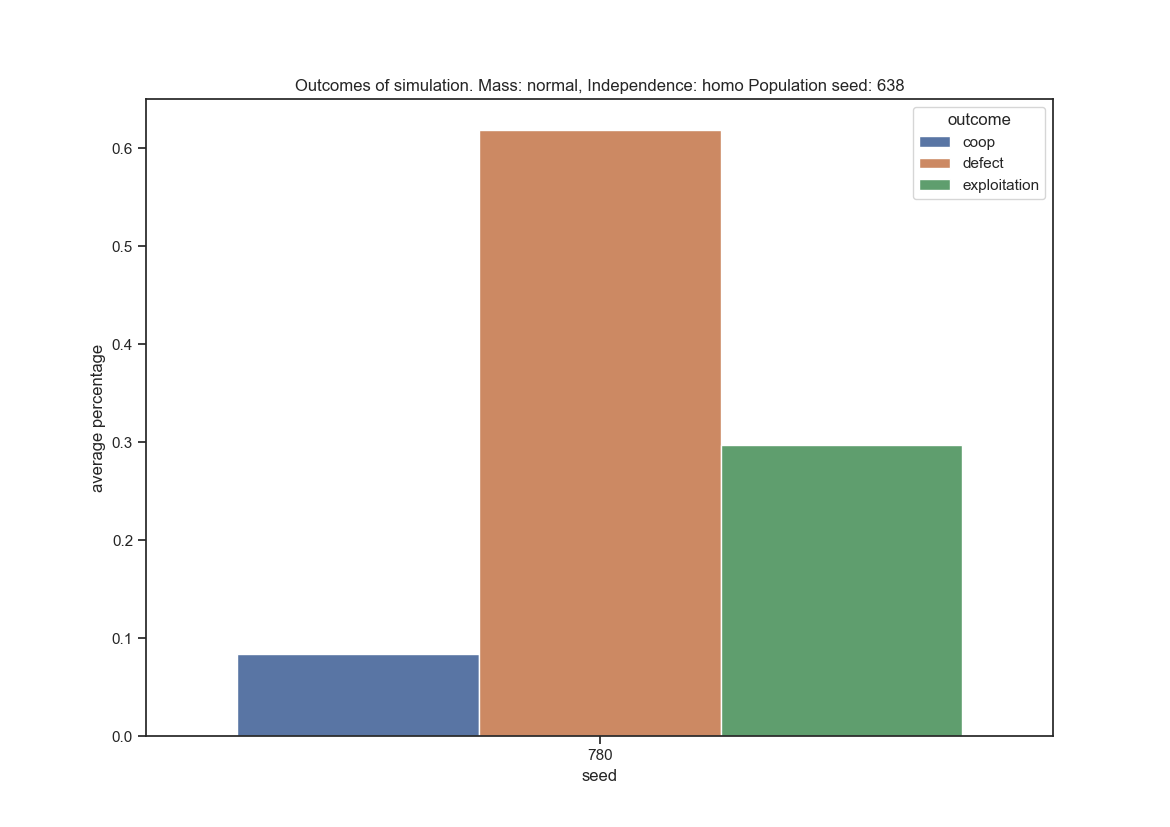 Outcomes of simulation. Mass: normal, Independence: homo Population seed: 638
outcome
coop
defect
exploitation
0.6
0.5
0.4
0.3
0.2
0.1
0.0
average percentage
780
seed